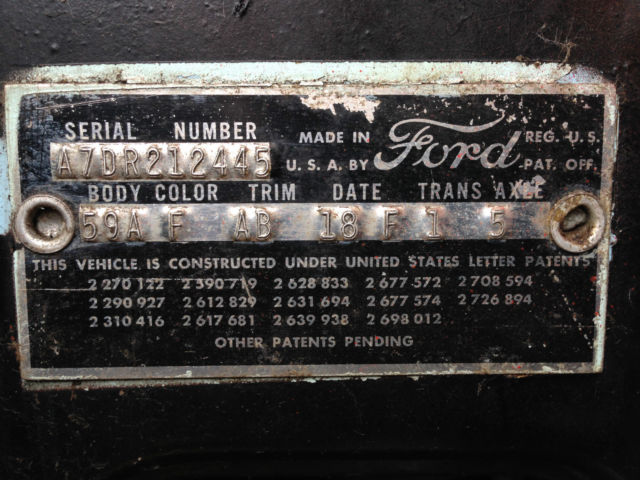 SERIAL NUMBER MADE IN Ford REG. U.S.
A7DR212445 U.S.A. BY PAT. OFF.
BODY COLOR TRIM DATE TRANS AXLE
59A F AB 18 F 1 5
THIS VEHICLE IS CONSTRUCTED UNDER UNITED STATES LETTER PATENTS
2 270 122 2 390 719 2 628 833 2 677 572 2 708 594
2 290 927 2 612 829 2 631 694 2 677 574 2 726 894
2 310 416 2 617 681 2 639 938 2 698 012
OTHER PATENTS PENDING